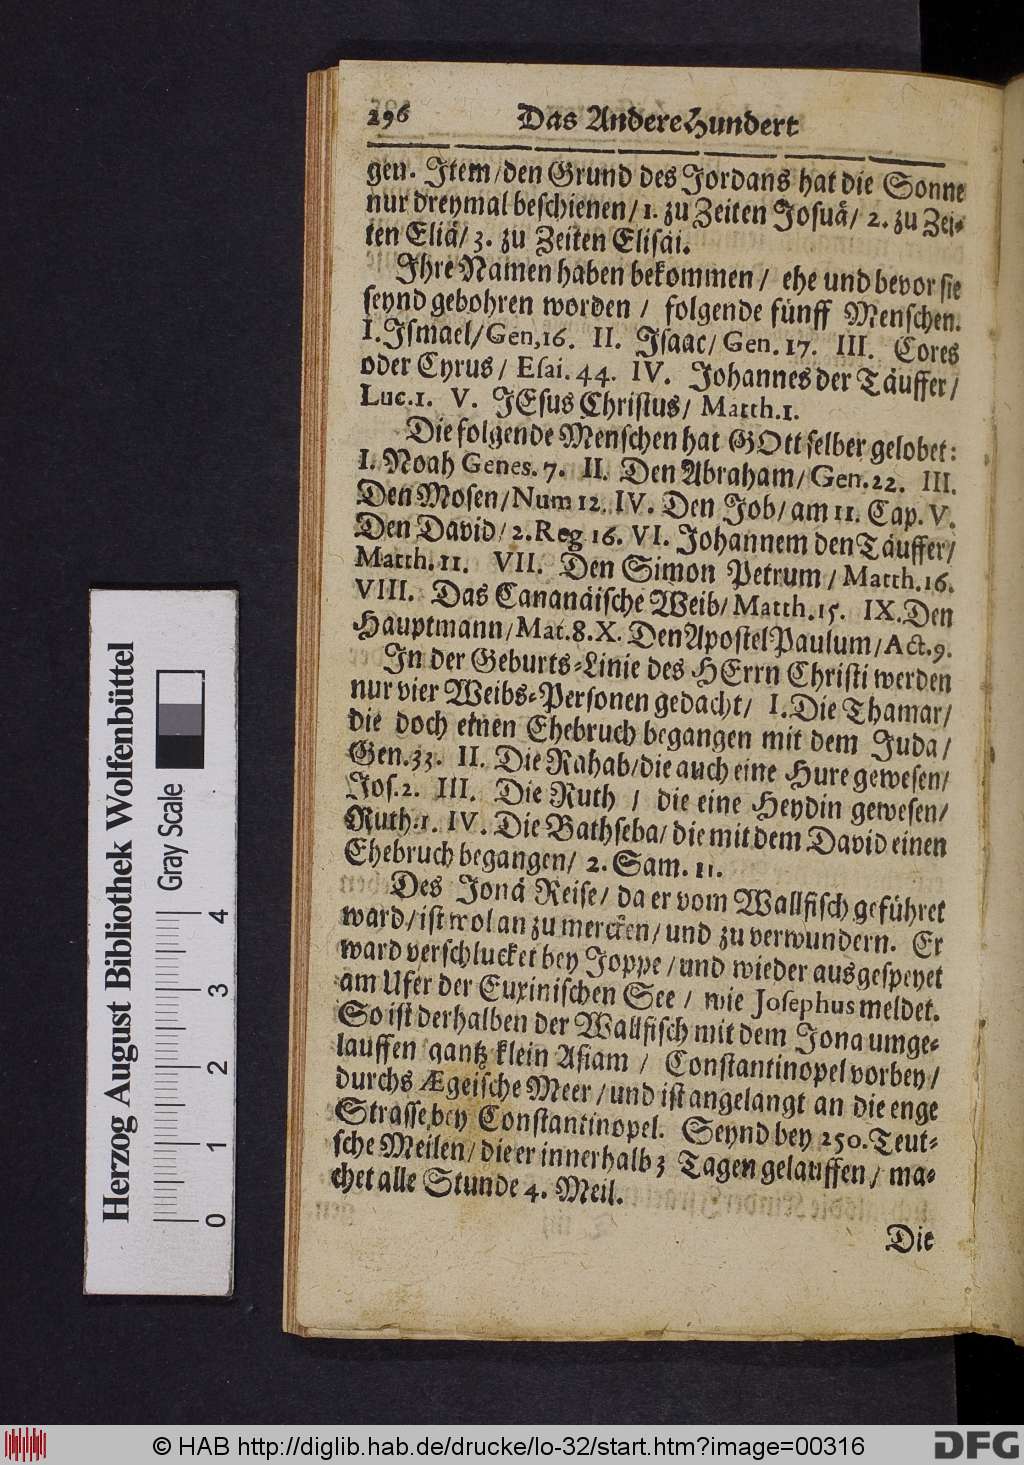 296 Das Andere Hundert
gen. Item/den Grund des Jordans hat die Sonne
nur dreymal beschienen/ 1. zu Zeiten Josuä/ 2. zu Zei-
ten Eliä/ 3. zu Zeiten Elisäi.
Ihre Namen haben bekommen/ ehe und bevor sie
seynd gebohren worden / folgende fünff Menschen.
I. Ismael/Gen,16. II. Isaac/ Gen. 17. III. Cores
oder Cyrus/ Esai. 44. IV. Johannes der Täuffer/
Luc.1. V. JEsus Christus/ Matth.1.
Die folgende Menschen hat GOtt selber gelobet:
I. Noah Genes. 7. II. Den Abraham/ Gen.22. III.
Den Mosen/Num 12. IV. Den Job/ am 11. Cap. V.
Den David/ 2. Reg 16. VI. Johannem den Täuffer/
Matth. 11. VII. Den Simon Petrum / Matth.16.
VIII. Das Cananäische Weib/ Matth.15. IX. Den
Hauptmann/ Mat.8. X. Den Apostel Paulum/Act.9.
In der Geburts-Linie des HErrn Christi werden
nur vier Weibs-Personen gedacht/ I. Die Thamar/
die doch einen Ehebruch begangen mit dem Juda/
Gen.33. II. Die Rahab/die auch eine Hure gewesen/
Jos.2. III. Die Ruth / die eine Heydin gewesen/
Ruth.1. IV. Die Bathseba/ die mit dem David einen
Ehebruch begangen/ 2. Sam. 11.
Des Jonä Reise/ da er vom Wallfisch geführet
ward/ ist wol an zu mercken/ und zu verwundern. Er
ward verschlucket bey Joppe/und wieder ausgespeyet
am Ufer der Euxinischen See / wie Josephus meldet.
So ist derhalben der Wallfisch mit dem Jona umge-
lauffen gantz klein Asiam / Constantinopel vorbey/
durchs Ægeische Meer/ und ist angelangt an die enge
Strasse bey Constantinopel. Seynd bey 250. Teut-
sche Meilen/ die er innerhalb 3 Tagen gelauffen/ ma-
chet alle Stunde 4. Meil.
Die
Herzog August Bibliothek Wolfenbüttel
Gray Scale
0 1 2 3 4
© HAB http://diglib.hab.de/drucke/lo-32/start.htm?image=00316
DFG